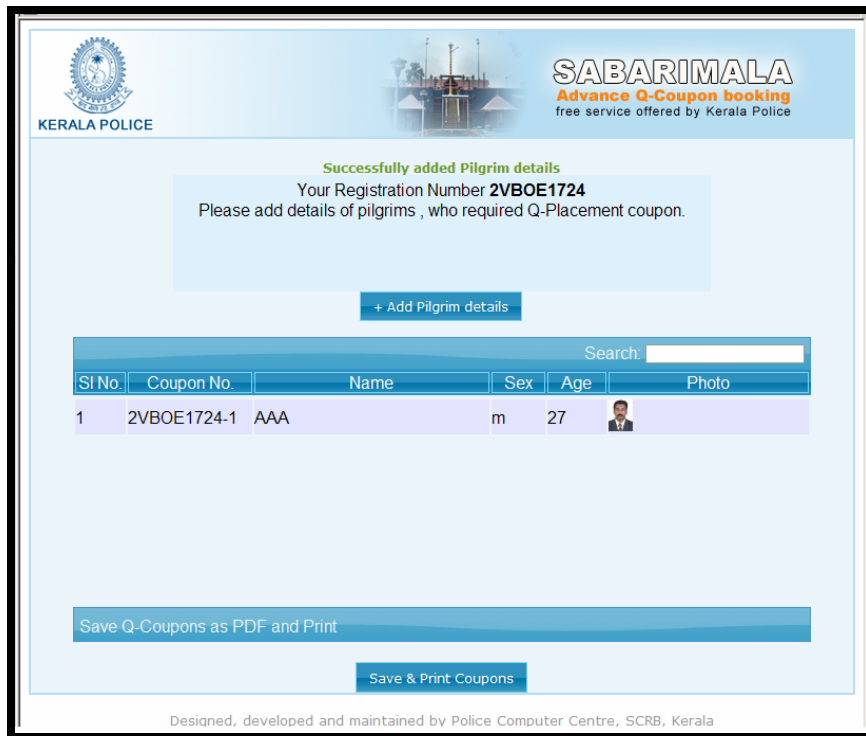 KERALA POLICE
SABARIMALA
Advance Q-Coupon booking
free service offered by Kerala Police
Successfully added Pilgrim details
Your Registration Number 2VBOE1724
Please add details of pilgrims , who required Q-Placement coupon.
+ Add Pilgrim details
Search:
Sl No. Coupon No. Name Sex Age Photo
1 2VBOE1724-1 AAA m 27
Save Q-Coupons as PDF and Print
Save & Print Coupons
Designed, developed and maintained by Police Computer Centre, SCRB, Kerala